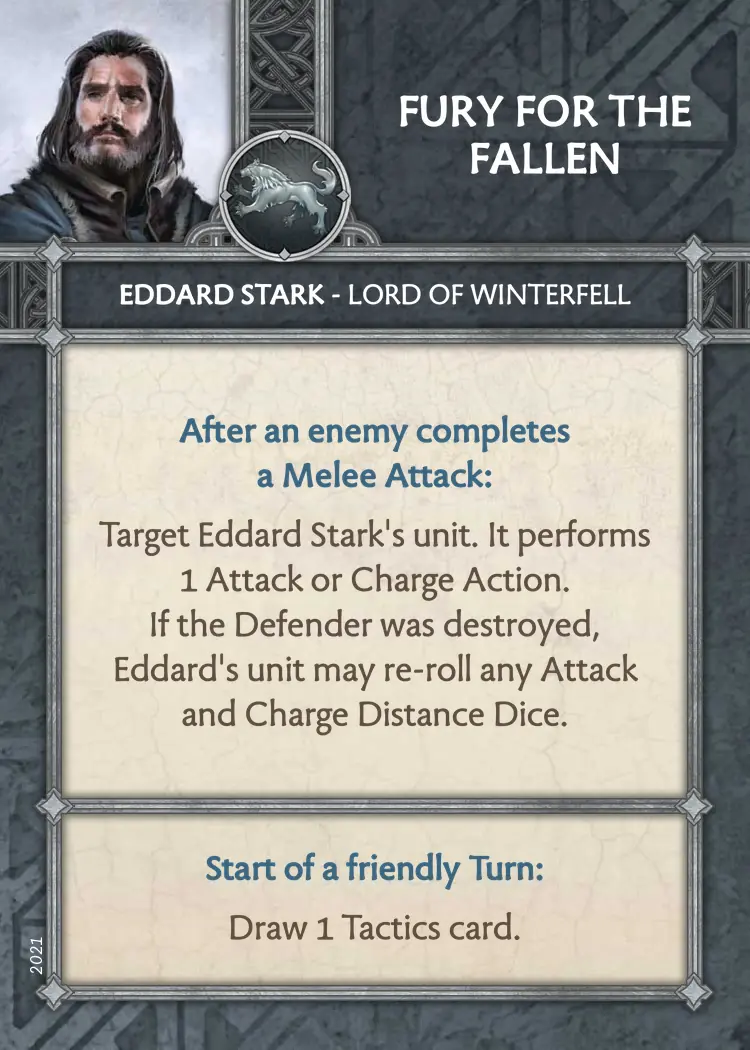 FURY FOR THE
FALLEN
EDDARD STARK - LORD OF WINTERFELL
After an enemy completes
a Melee Attack:
Target Eddard Stark's unit. It performs
1 Attack or Charge Action.
If the Defender was destroyed,
Eddard's unit may re-roll any Attack
and Charge Distance Dice.
Start of a friendly Turn:
Draw 1 Tactics card.
2021